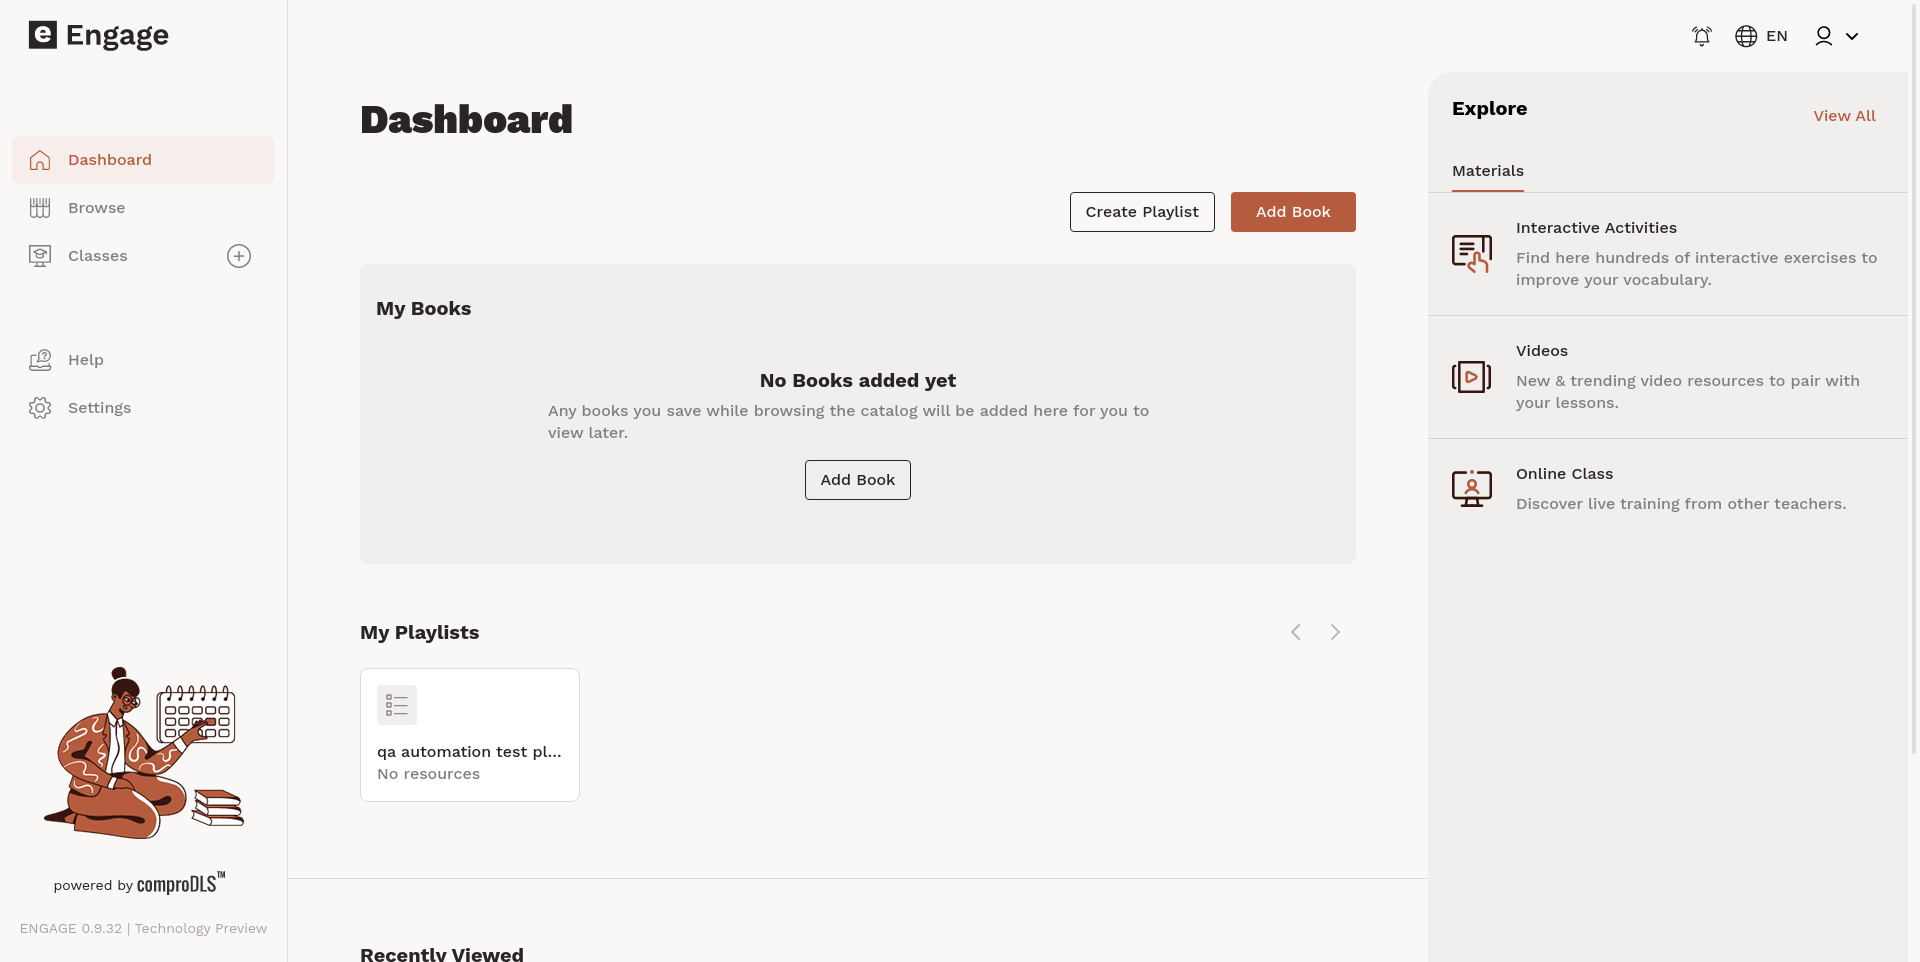 e Engage
EN
Dashboard
Browse
Classes
Help
Settings
powered by comproDLS™
ENGAGE 0.9.32 | Technology Preview
Dashboard
Create Playlist
Add Book
My Books
No Books added yet
Any books you save while browsing the catalog will be added here for you to
view later.
Add Book
My Playlists
qa automation test pl...
No resources
Recently Viewed
Explore
View All
Materials
Interactive Activities
Find here hundreds of interactive exercises to
improve your vocabulary.
Videos
New & trending video resources to pair with
your lessons.
Online Class
Discover live training from other teachers.